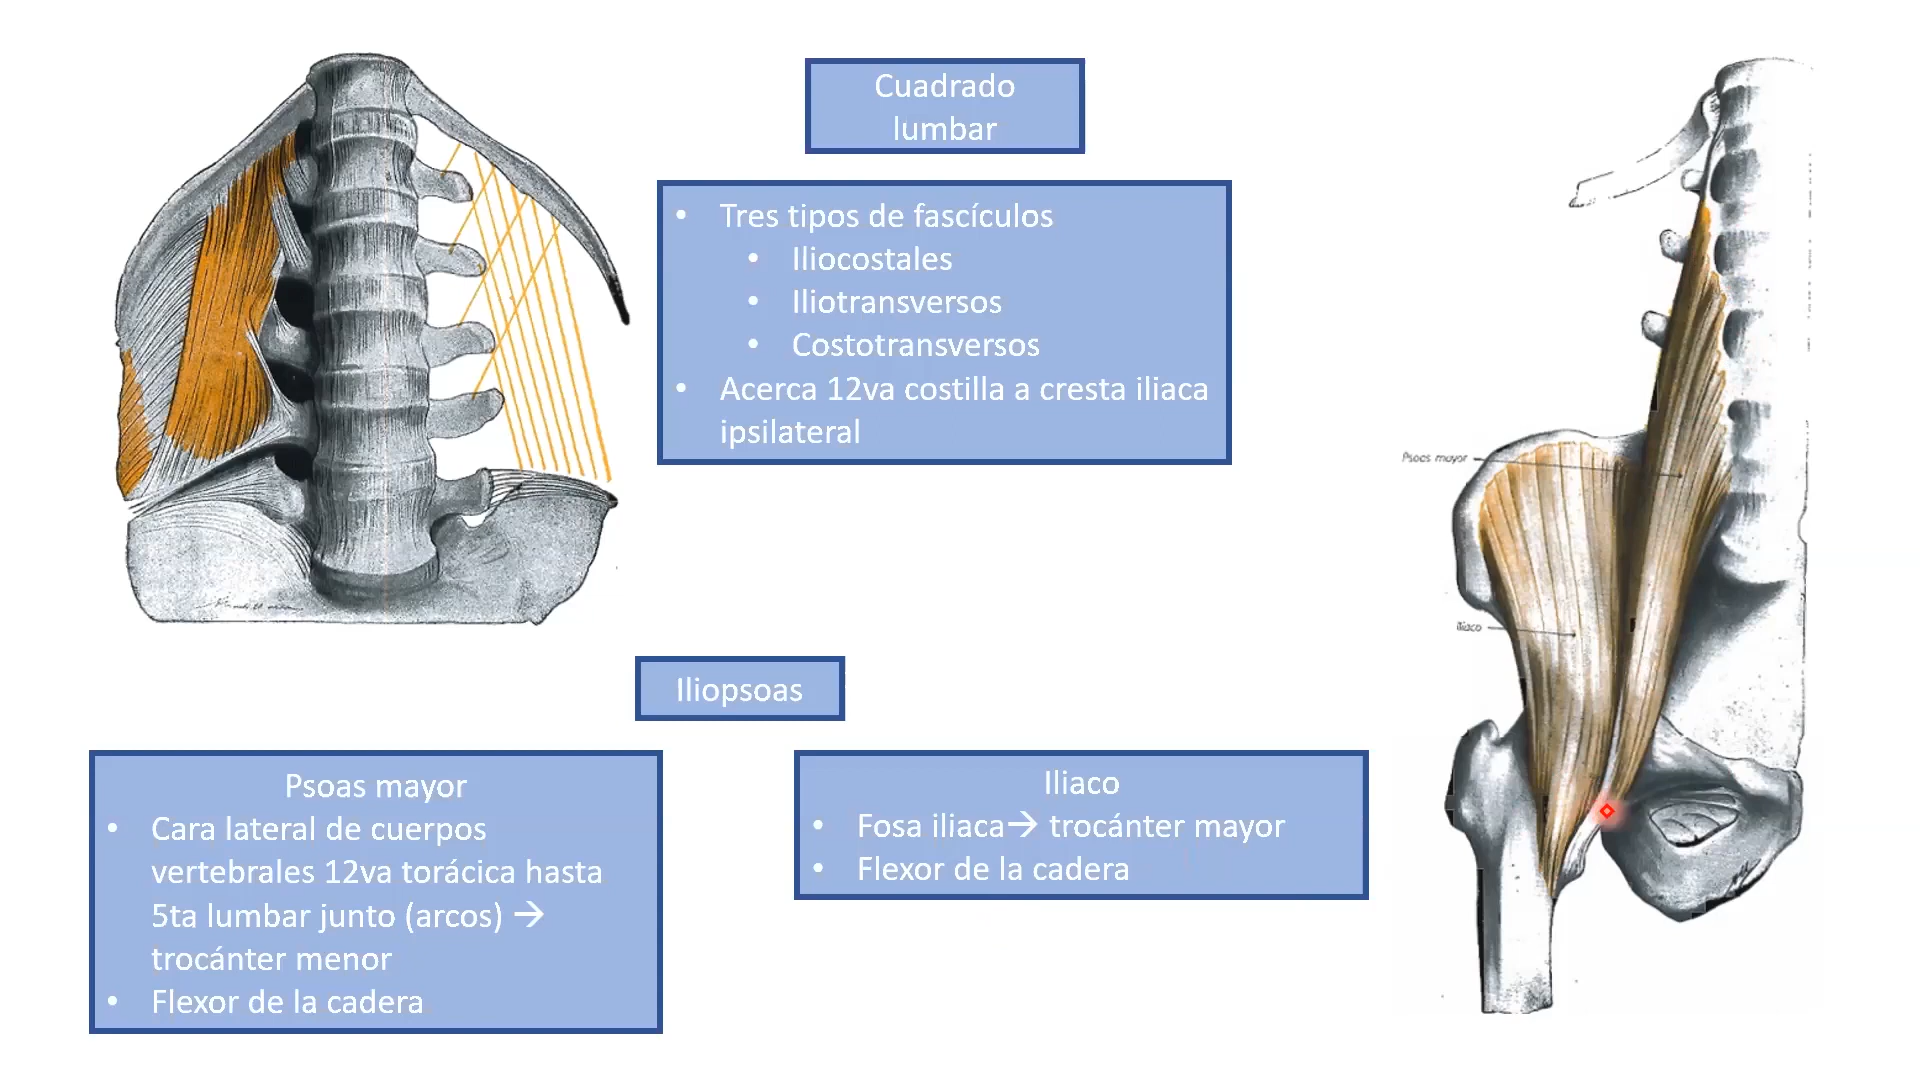 Cuadrado
lumbar
• Tres tipos de fascículos
• Iliocostales
• Iliotransversos
• Costotransversos
• Acerca 12va costilla a cresta iliaca
ipsilateral
Psoas mayor
Iliaco
Iliopsoas
Psoas mayor
• Cara lateral de cuerpos
vertebrales 12va torácica hasta
5ta lumbar junto (arcos) →
trocánter menor
• Flexor de la cadera
Iliaco
• Fosa iliaca→ trocánter mayor
• Flexor de la cadera